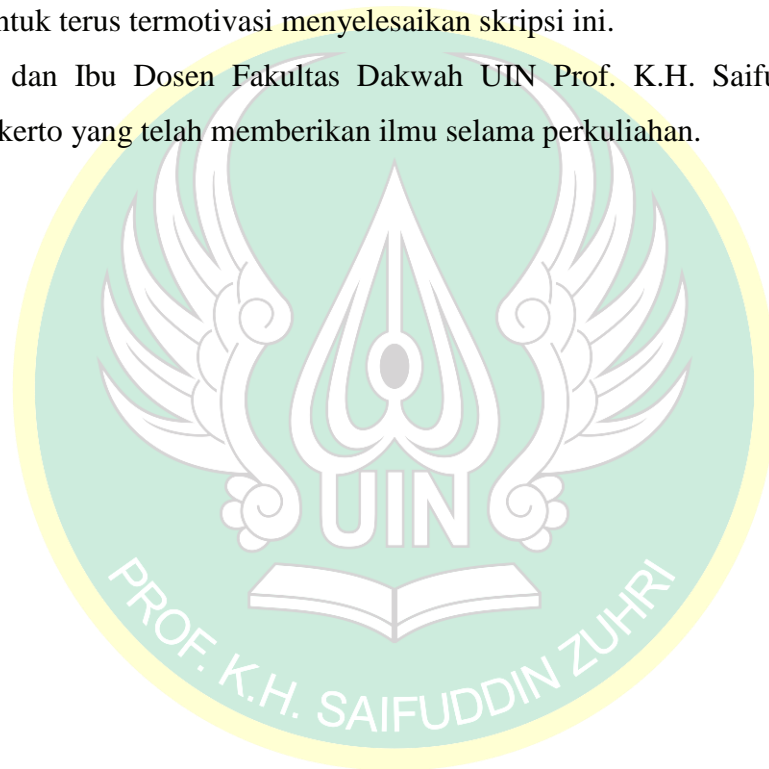 ntuk terus termotivasi menyelesaikan skripsi ini.
dan Ibu Dosen Fakultas Dakwah UIN Prof. K.H. Saifu
kerto yang telah memberikan ilmu selama perkuliahan.
UIN
PROF. K.H. SAIFUDDIN ZUHRI